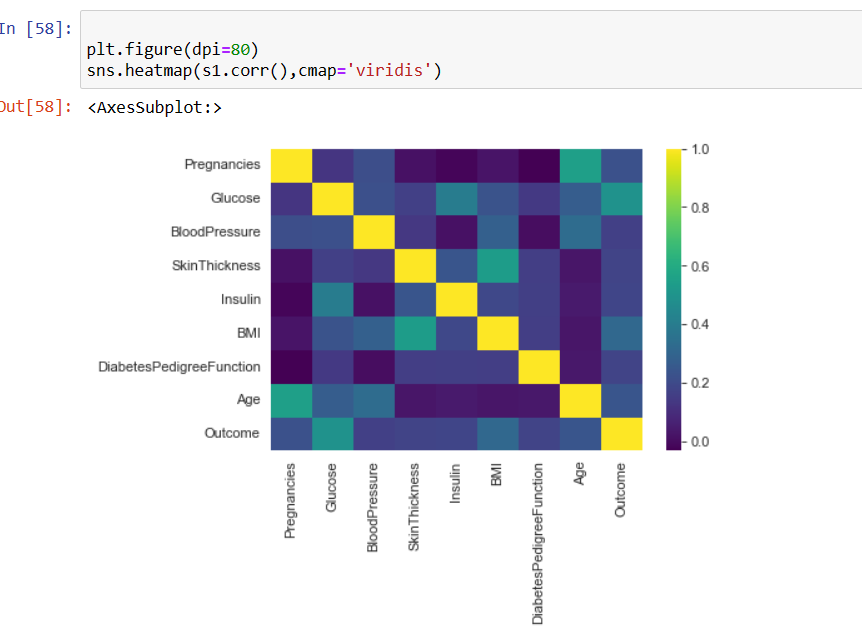 In [58]:
plt.figure(dpi=80)
sns.heatmap(s1.corr(),cmap='viridis')
Out[58]: <AxesSubplot:>
Pregnancies
Glucose
BloodPressure
SkinThickness
Insulin
BMI
DiabetesPedigreeFunction
Age
Outcome
Pregnancies
Glucose
BloodPressure
SkinThickness
Insulin
BMI
DiabetesPedigreeFunction
Age
Outcome
1.0
0.8
0.6
0.4
0.2
0.0